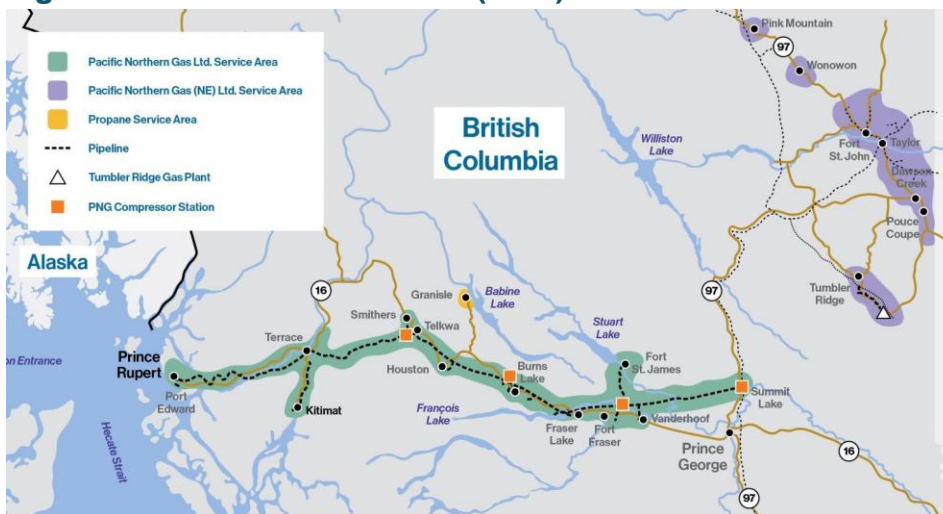 Pacific Northern Gas Ltd. Service Area
Pacific Northern Gas (NE) Ltd. Service Area
Propane Service Area
Pipeline
Tumbler Ridge Gas Plant
PNG Compressor Station
British
Columbia
Alaska
Pink Mountain
97
Wonowon
Williston
Lake
Fort
St. John
Taylor
Dawson
Creek
Pouce
Coupe
Tumbler
Ridge
97
16
Granisle
Babine
Lake
Smithers
Telkwa
Stuart
Lake
Terrace
Houston
Burns
Lake
Fort
St. James
Prince
Rupert
Port
Edward
Kitimat
François
Lake
Fraser
Lake
Fort
Fraser
Vanderhoof
Summit
Lake
Prince
George
16
97
Hecate Strait
on Entrance